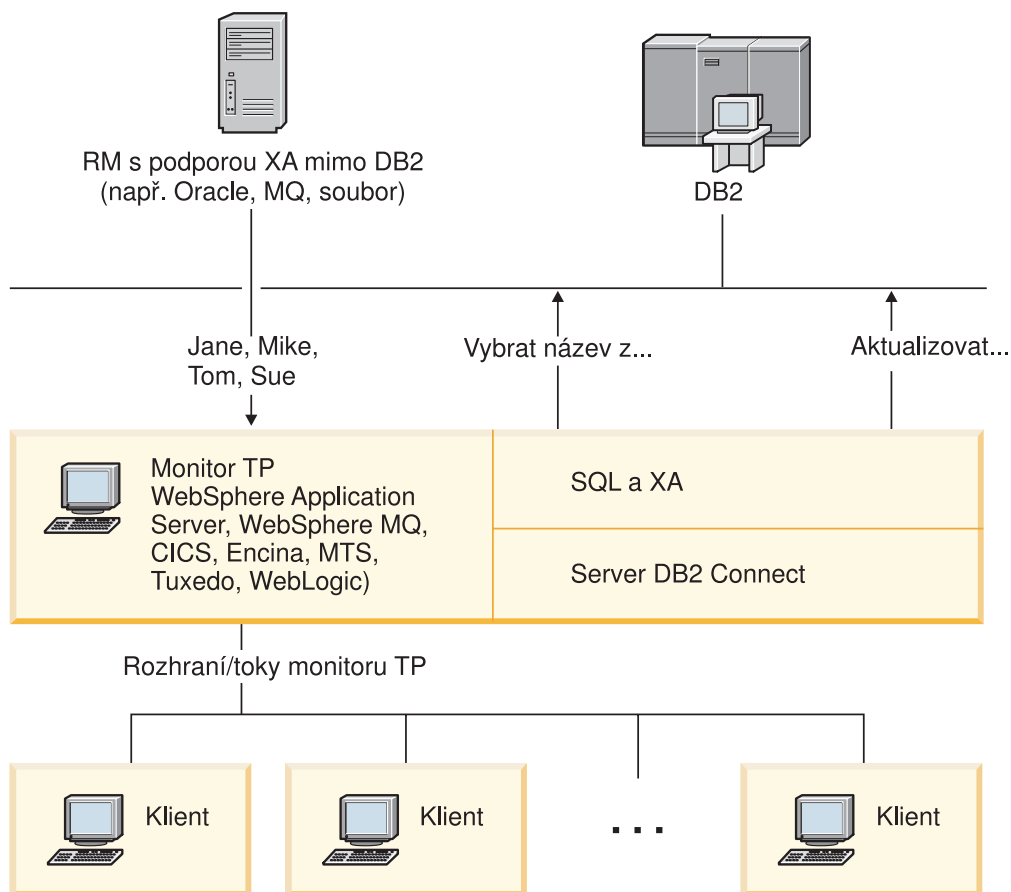 RM s podporou XA mimo DB2
(např. Oracle, MQ, soubor)
DB2
Jane, Mike,
Tom, Sue
Vybrat název z...
Aktualizovat...
Monitor TP
WebSphere Application
Server, WebSphere MQ,
CICS, Encina, MTS,
Tuxedo, WebLogic)
SQL a XA
Server DB2 Connect
Rozhraní/toky monitoru TP
Klient
Klient
...
Klient